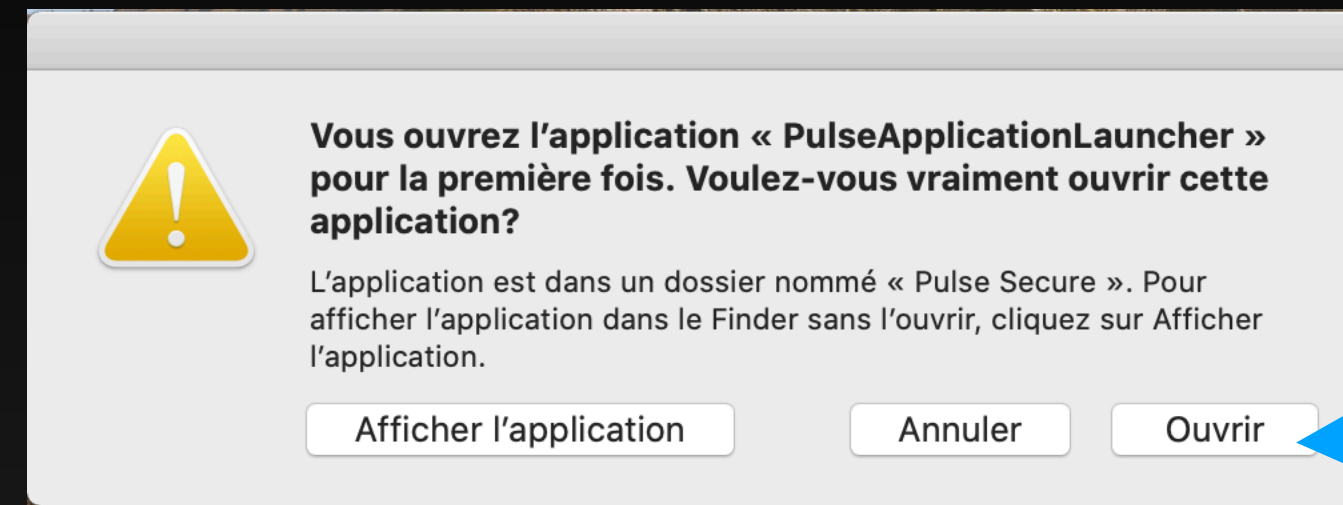 Vous ouvrez l’application « PulseApplicationLauncher »
pour la première fois. Voulez-vous vraiment ouvrir cette
application?
L’application est dans un dossier nommé « Pulse Secure ». Pour
afficher l’application dans le Finder sans l’ouvrir, cliquez sur Afficher
l’application.
Afficher l’application Annuler Ouvrir